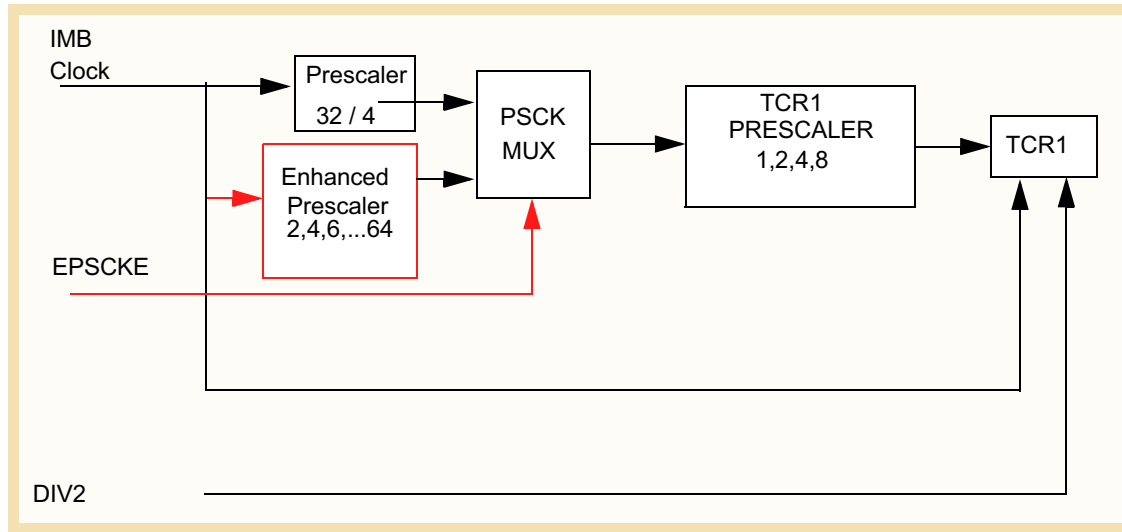 IMB
Clock
Prescaler
32 / 4
PSCK
MUX
TCR1
PRESCALER
1,2,4,8
TCR1
Enhanced
Prescaler
2,4,6,...64
EPSCKE
DIV2